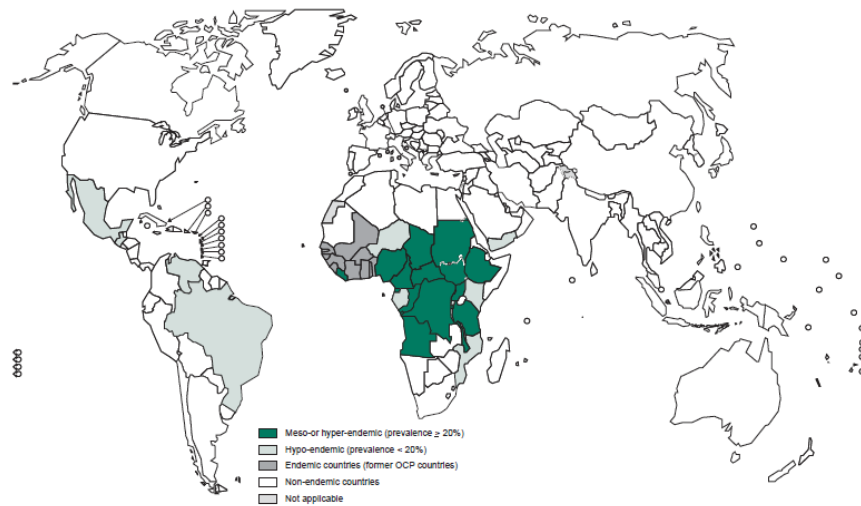 Meso-or hyper-endemic (prevalence ≥ 20%)
Hypo-endemic (prevalence < 20%)
Endemic countries (former OCP countries)
Non-endemic countries
Not applicable